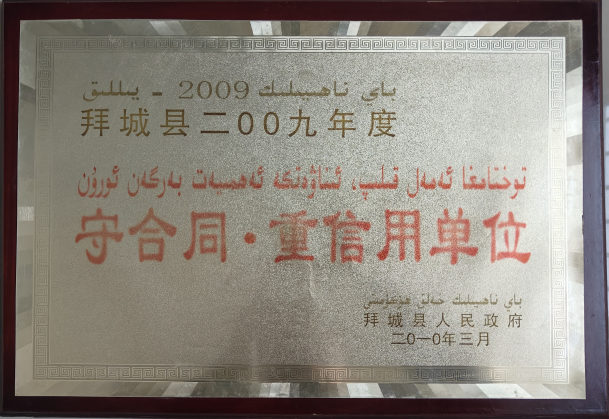 باي ناھىيىلىك 2009 - يىللىق
拜城县二00九年度
توختامغا ئەمەل قىلىپ، ئىناۋەتكە ئەھمىيەت بەرگەن ئورۇن
守合同·重信用单位
باي ناھىيىلىك خەلق ھۆكۈمىتى
拜城县人民政府
二0一0年三月